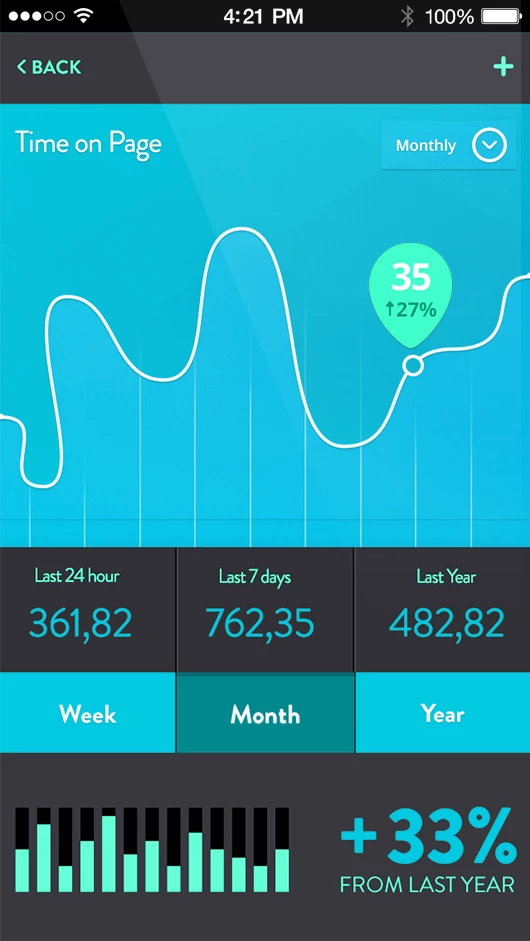 4:21 PM 100%
BACK +
Time on Page
Monthly
35
↑27%
Last 24 hour Last 7 days Last Year
361,82 762,35 482,82
Week Month Year
+33%
FROM LAST YEAR